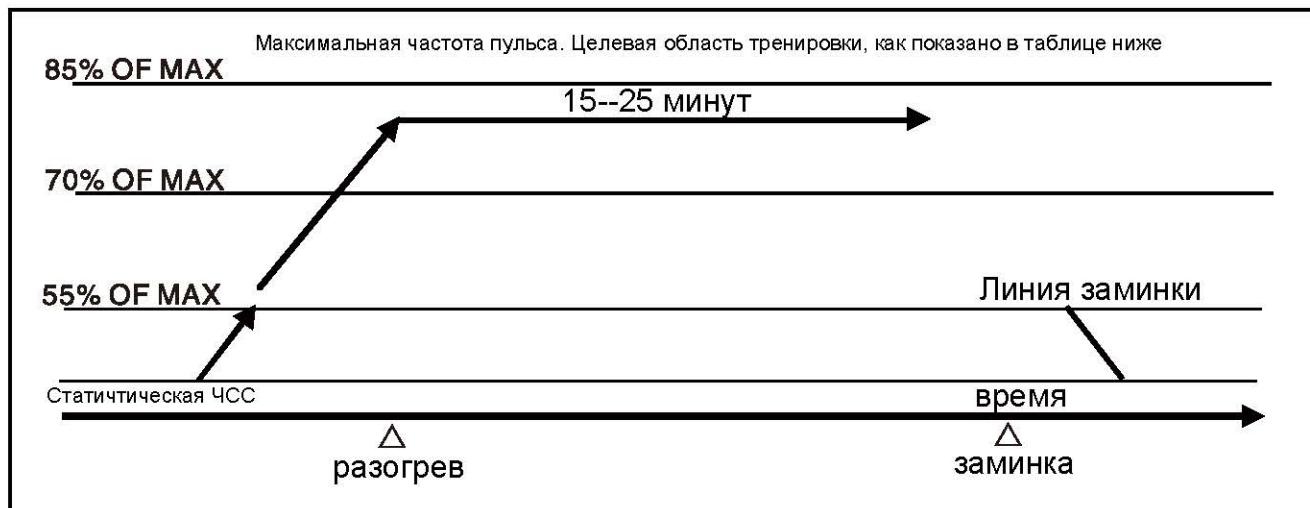 Максимальная частота пульса. Целевая область тренировки, как показано в таблице ниже
85% OF MAX
15--25 минут
70% OF MAX
55% OF MAX
Линия заминки
Статичтическая ЧСС
время
разогрев
заминка